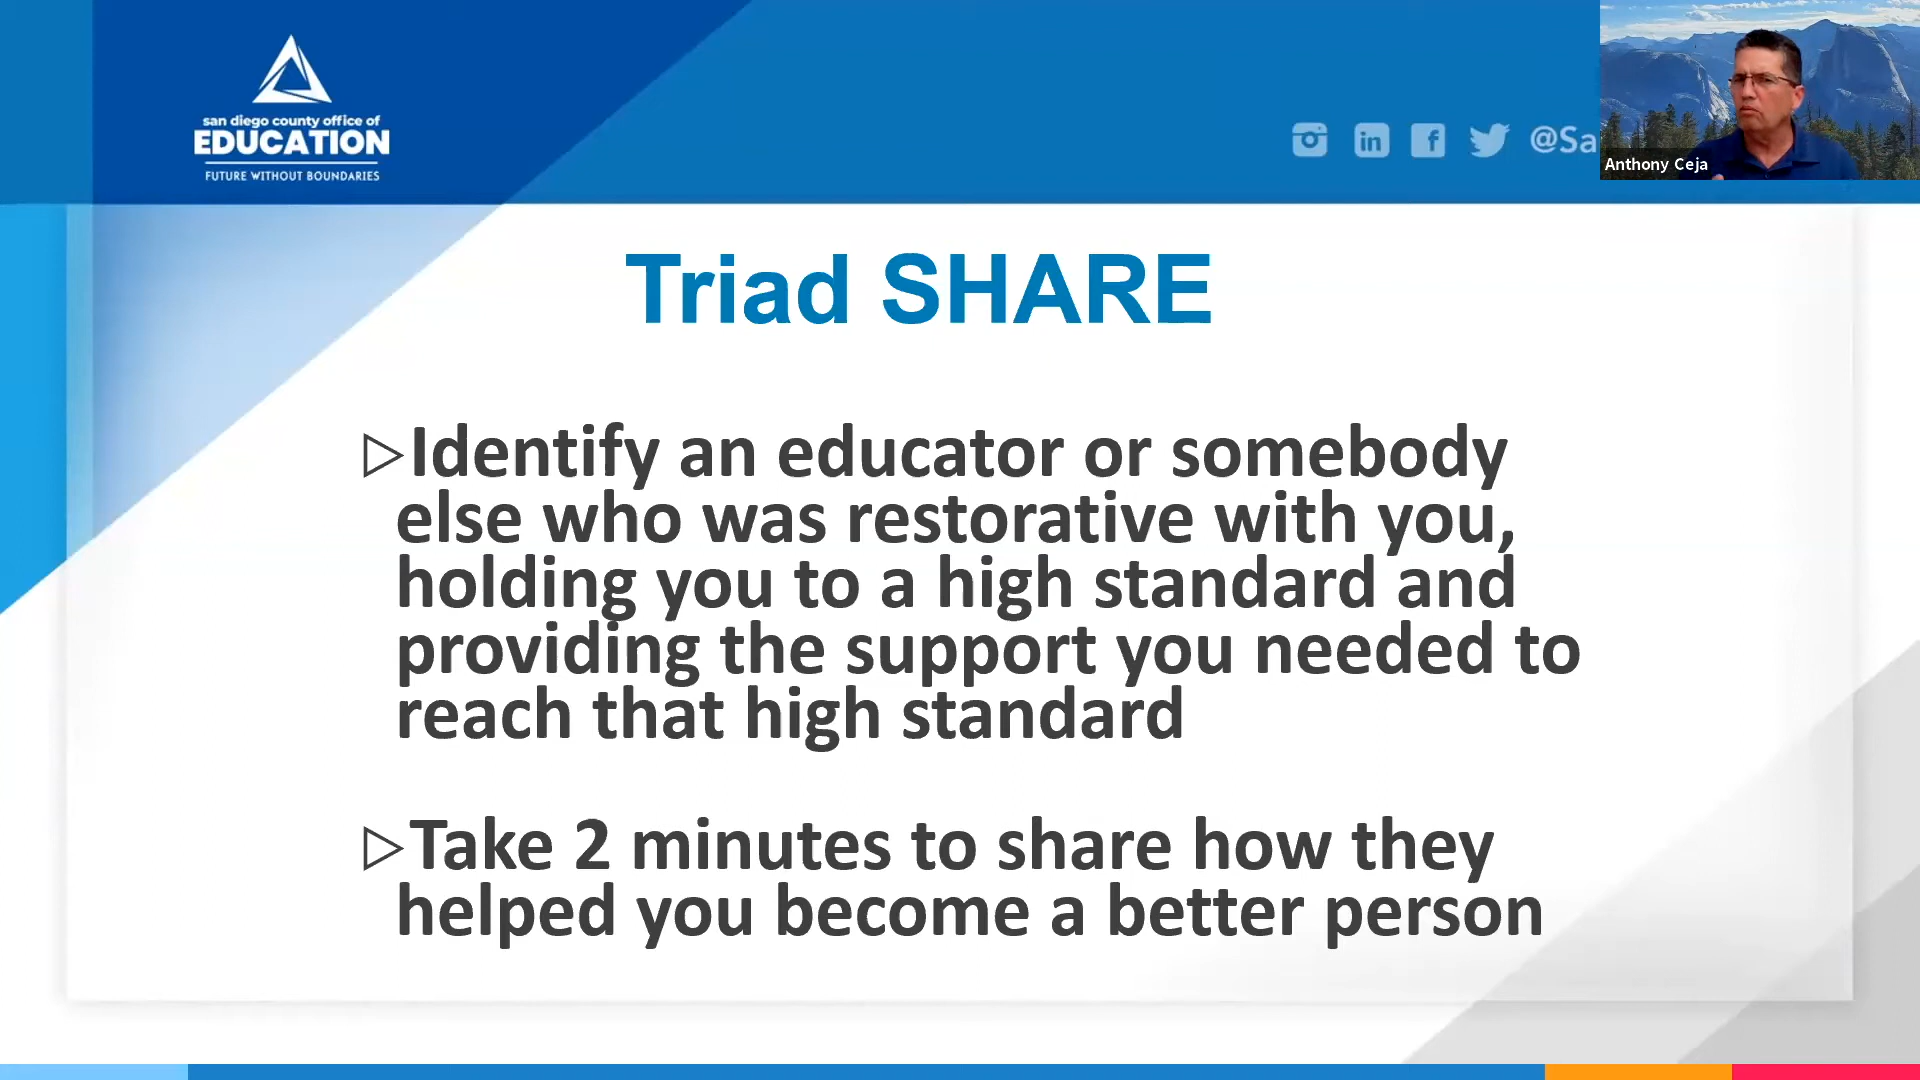 san diego county office of
EDUCATION
FUTURE WITHOUT BOUNDARIES
@Sa
Anthony Ceja
Triad SHARE
Identify an educator or somebody
else who was restorative with you,
holding you to a high standard and
providing the support you needed to
reach that high standard
Take 2 minutes to share how they
helped you become a better person